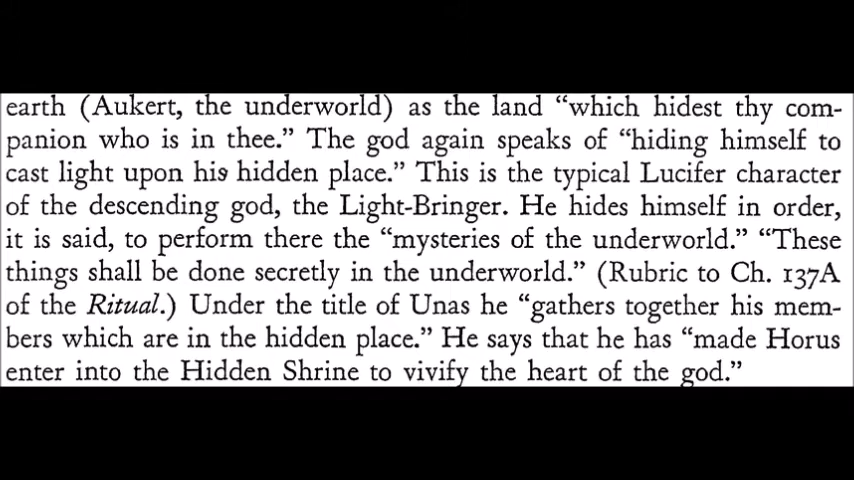 earth (Aukert, the underworld) as the land “which hidest thy com-
panion who is in thee.” The god again speaks of “hiding himself to
cast light upon his hidden place.” This is the typical Lucifer character
of the descending god, the Light-Bringer. He hides himself in order,
it is said, to perform there the “mysteries of the underworld.” “These
things shall be done secretly in the underworld.” (Rubric to Ch. 137A
of the Ritual.) Under the title of Unas he “gathers together his mem-
bers which are in the hidden place.” He says that he has “made Horus
enter into the Hidden Shrine to vivify the heart of the god.”